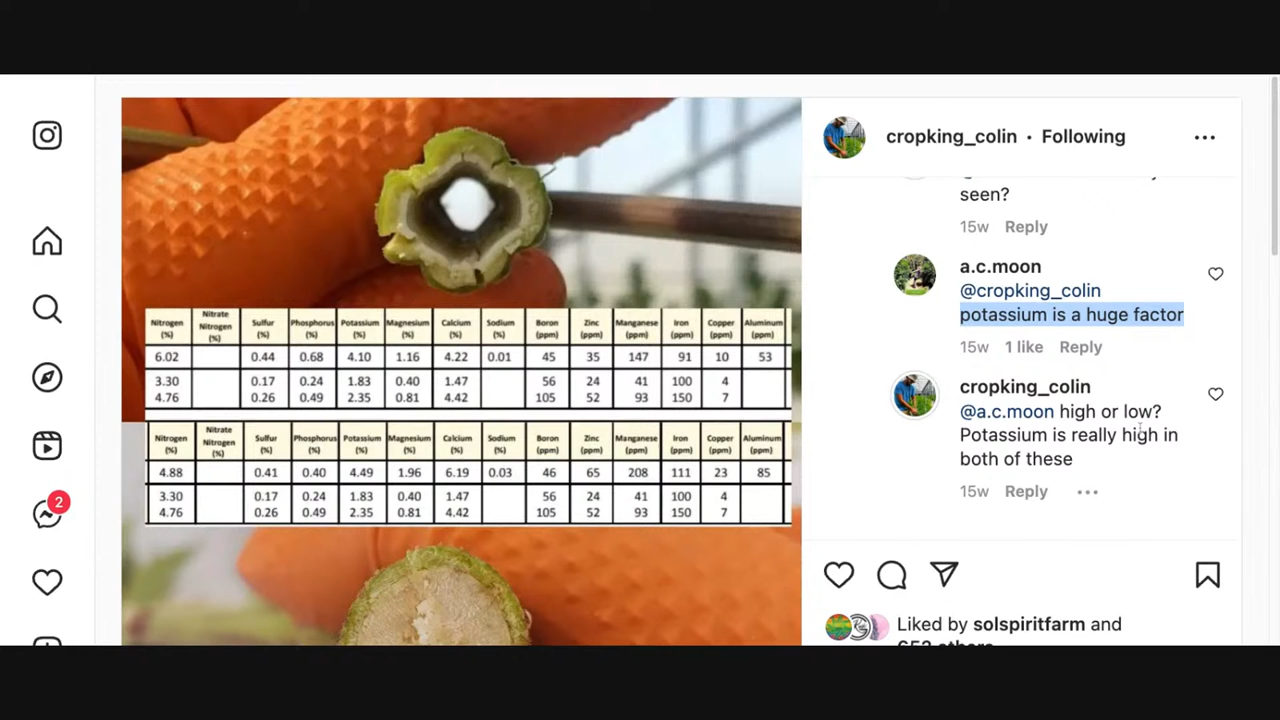 cropking_colin • Following
seen?
15w Reply
a.c.moon
@cropking_colin
potassium is a huge factor
15w 1 like Reply
cropking_colin
@a.c.moon high or low?
Potassium is really high in
both of these
15w Reply
Liked by solspiritfarm and
Nitrogen (%) Nitrate Nitrogen (%) Sulfur (%) Phosphorus (%) Potassium (%) Magnesium (%) Calcium (%) Sodium (%) Boron (ppm) Zinc (ppm) Manganese (ppm) Iron (ppm) Copper (ppm) Aluminum (ppm)
6.02 0.44 0.68 4.10 1.16 4.22 0.01 45 35 147 91 10 53
3.30 0.17 0.24 1.83 0.40 1.47 56 24 41 100 4
4.76 0.26 0.49 2.35 0.81 4.42 105 52 93 150 7
Nitrogen (%) Nitrate Nitrogen (%) Sulfur (%) Phosphorus (%) Potassium (%) Magnesium (%) Calcium (%) Sodium (%) Boron (ppm) Zinc (ppm) Manganese (ppm) Iron (ppm) Copper (ppm) Aluminum (ppm)
4.88 0.41 0.40 4.49 1.96 6.19 0.03 46 65 208 111 23 85
3.30 0.17 0.24 1.83 0.40 1.47 56 24 41 100 4
4.76 0.26 0.49 2.35 0.81 4.42 105 52 93 150 7
2